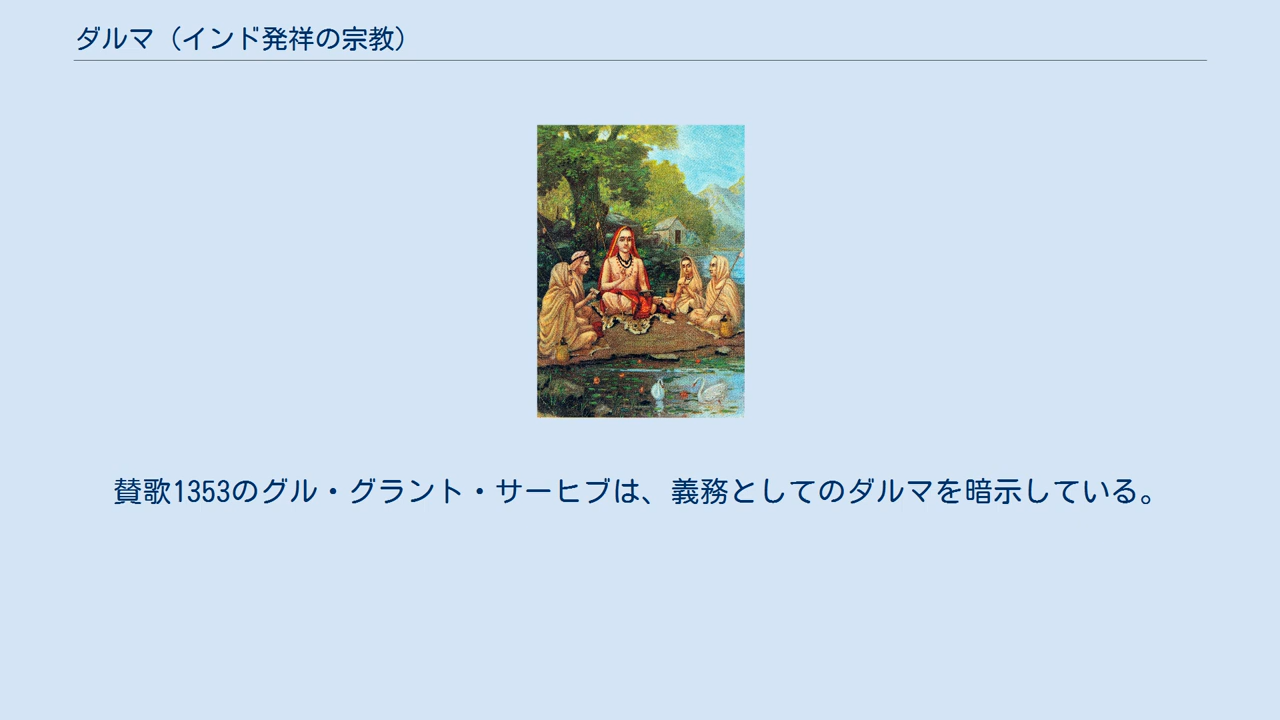 ダルマ（インド発祥の宗教）
賛歌1353のグル・グラント・サーヒブは、義務としてのダルマを暗示している。